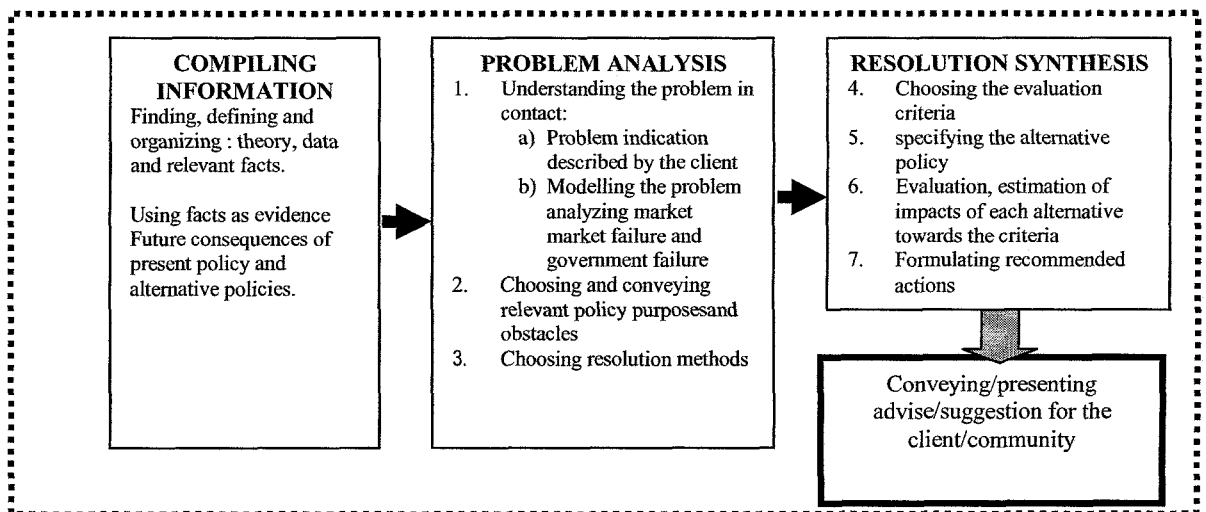 COMPILING
INFORMATION
Finding, defining and
organizing : theory, data
and relevant facts.
Using facts as evidence
Future consequences of
present policy and
alternative policies.
PROBLEM ANALYSIS
1. Understanding the problem in
contact:
a) Problem indication
described by the client
b) Modelling the problem
analyzing market
market failure and
government failure
2. Choosing and conveying
relevant policy purposesand
obstacles
3. Choosing resolution methods
RESOLUTION SYNTHESIS
4. Choosing the evaluation
criteria
5. specifying the alternative
policy
6. Evaluation, estimation of
impacts of each alternative
towards the criteria
7. Formulating recommended
actions
Conveying/presenting
advise/suggestion for the
client/community